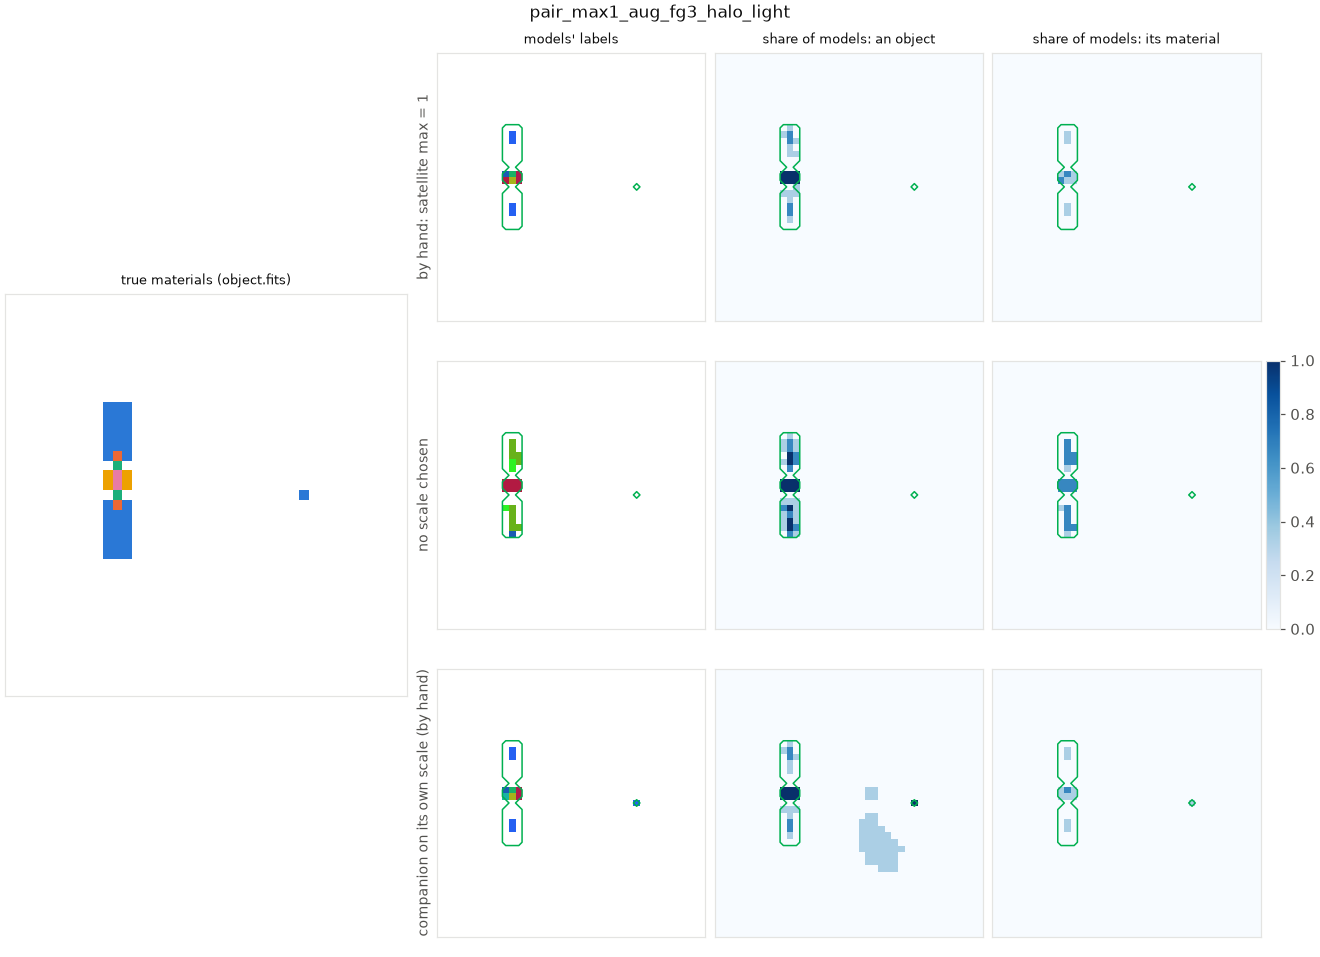 pair_max1_aug_fg3_halo_light
models' labels
share of models: an object
share of models: its material
by hand: satellite max = 1
true materials (object.fits)
no scale chosen
1.0
0.8
0.6
0.4
0.2
0.0
companion on its own scale (by hand)